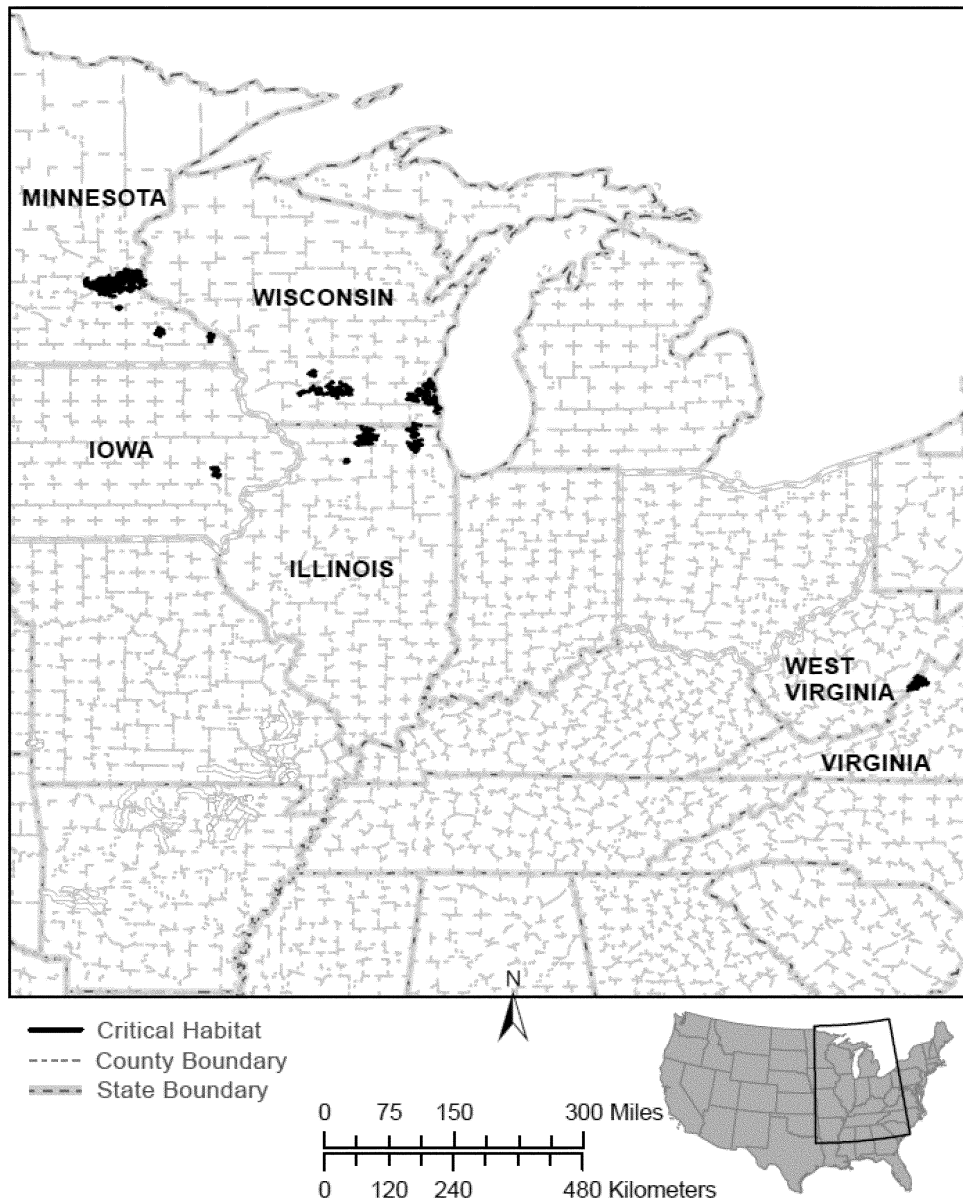 MINNESOTA
WISCONSIN
IOWA
ILLINOIS
WEST
VIRGINIA
VIRGINIA
N
Critical Habitat
County Boundary
State Boundary
0 75 150 300 Miles
0 120 240 480 Kilometers